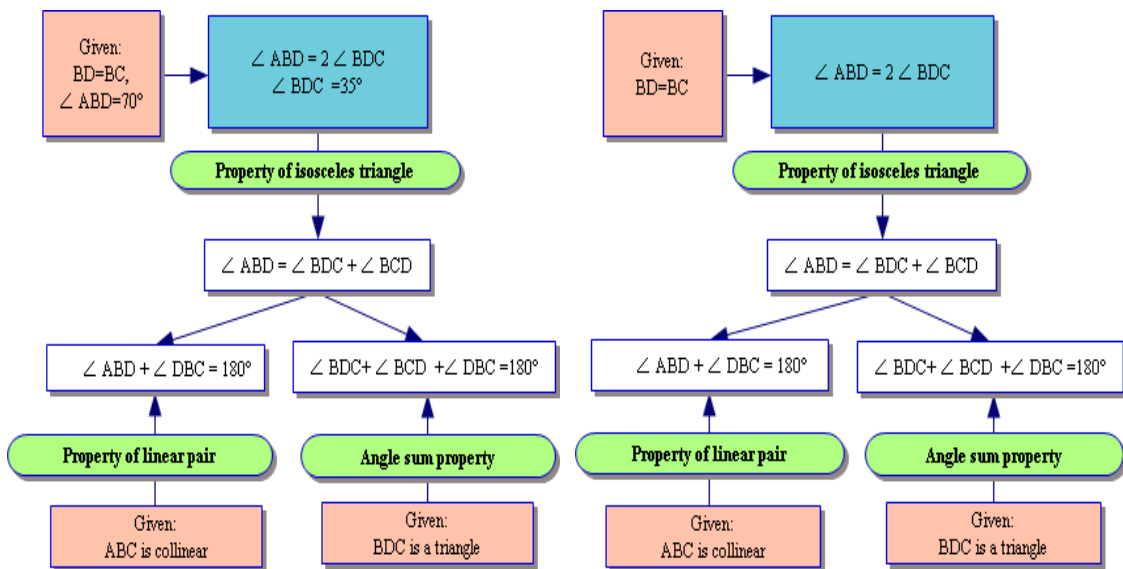 Given:
BD=BC,
∠ ABD=70°
∠ ABD = 2 ∠ BDC
∠ BDC =35°
Property of isosceles triangle
∠ ABD = ∠ BDC + ∠ BCD
∠ ABD + ∠ DBC = 180°
∠ BDC+ ∠ BCD +∠ DBC =180°
Property of linear pair
Angle sum property
Given:
ABC is collinear
Given:
BDC is a triangle
Given:
BD=BC
∠ ABD = 2 ∠ BDC
Property of isosceles triangle
∠ ABD = ∠ BDC + ∠ BCD
∠ ABD + ∠ DBC = 180°
∠ BDC+ ∠ BCD +∠ DBC =180°
Property of linear pair
Angle sum property
Given:
ABC is collinear
Given:
BDC is a triangle